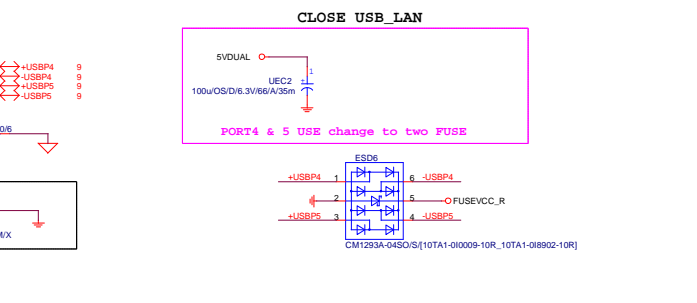 CLOSE USB_LAN
5VDUAL
1
UEC2
+
100u/OS/D/6.3V/66/A/35m
PORT4 & 5 USE change to two FUSE
+USBP4 9
-USBP4 9
+USBP5 9
-USBP5 9
0/6
M/X
ESD6
+USBP4 1 6 -USBP4
2 5 FUSEVCC_R
+USBP5 3 4 -USBP5
CM1293A-04SO/S/[10TA1-0I0009-10R_10TA1-0I8902-10R]